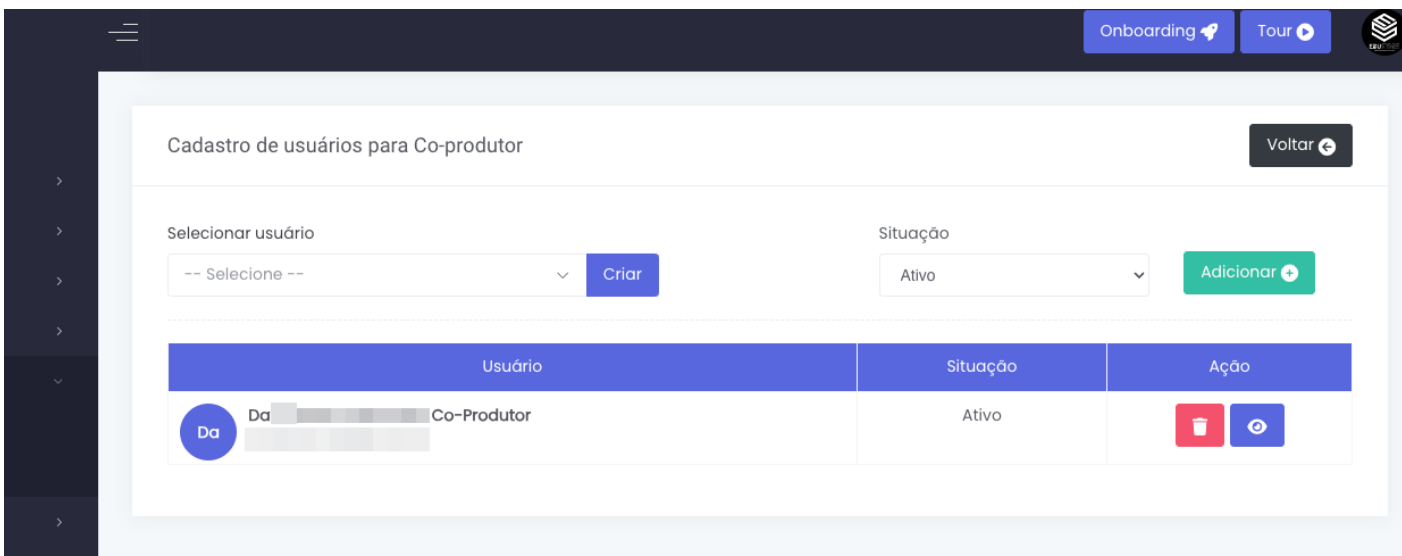 Onboarding
Tour
Cadastro de usuários para Co-produtor
Voltar
Selecionar usuário
Situação
-- Selecione --
Criar
Ativo
Adicionar
Usuário
Situação
Ação
Da
Da
Co-Produtor
Ativo